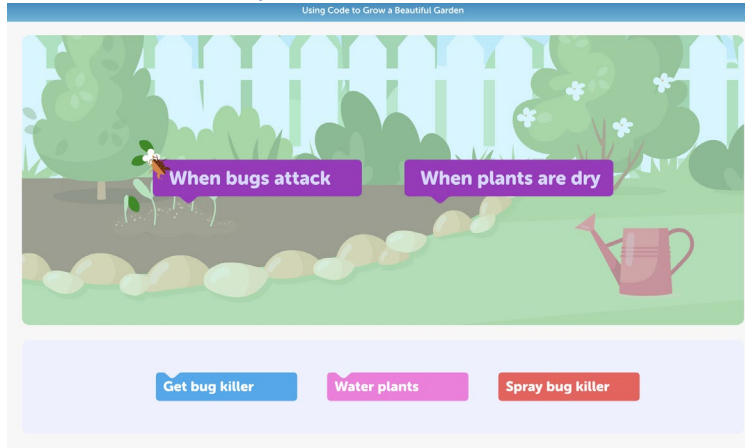 Using Code to Grow a Beautiful Garden
When bugs attack
When plants are dry
Get bug killer
Water plants
Spray bug killer